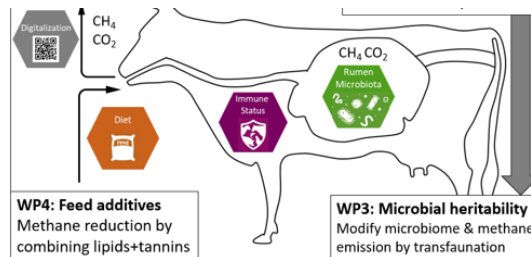 Digitalization
CH4
CO2
CH4 CO2
Rumen
Microbiota
Immune
Status
Diet
Feed
WP4: Feed additives
Methane reduction by
combining lipids+tannins
WP3: Microbial heritability
Modify microbiome & methane
emission by transfaunation